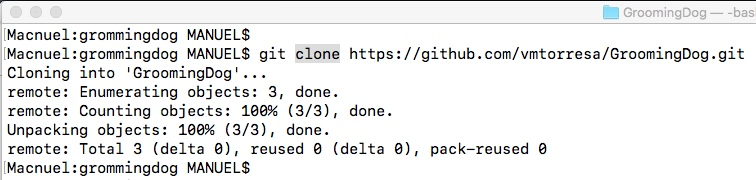 GroomingDog — -bas
Macnuel:grommingdog MANUEL$
Macnuel:grommingdog MANUEL$ git clone https://github.com/vmtorresa/GroomingDog.git
Cloning into 'GroomingDog'...
remote: Enumerating objects: 3, done.
remote: Counting objects: 100% (3/3), done.
Unpacking objects: 100% (3/3), done.
remote: Total 3 (delta 0), reused 0 (delta 0), pack-reused 0
Macnuel:grommingdog MANUEL$